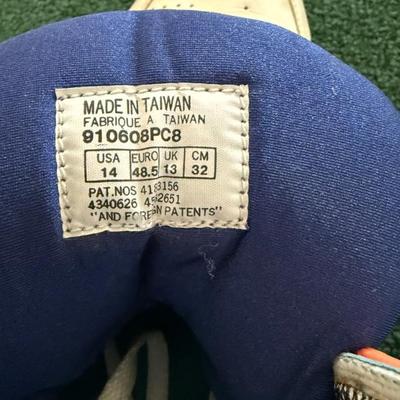 MADE IN TAIWAN
FABRIQUE A TAIWAN
910608PC8
USA EURO UK CM
14 48.5 13 32
PAT.NOS 4183156
4340626
"AND FOREIGN PATENTS"